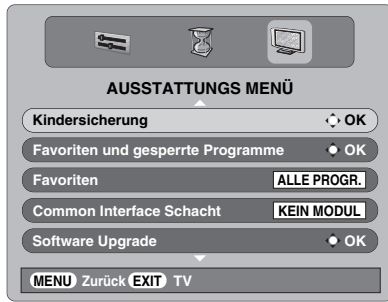 AUSSTATTUNGS MENÜ
Kindersicherung OK
Favoriten und gesperrte Programme OK
Favoriten ALLE PROGR.
Common Interface Schacht KEIN MODUL
Software Upgrade OK
MENU Zurück EXIT TV